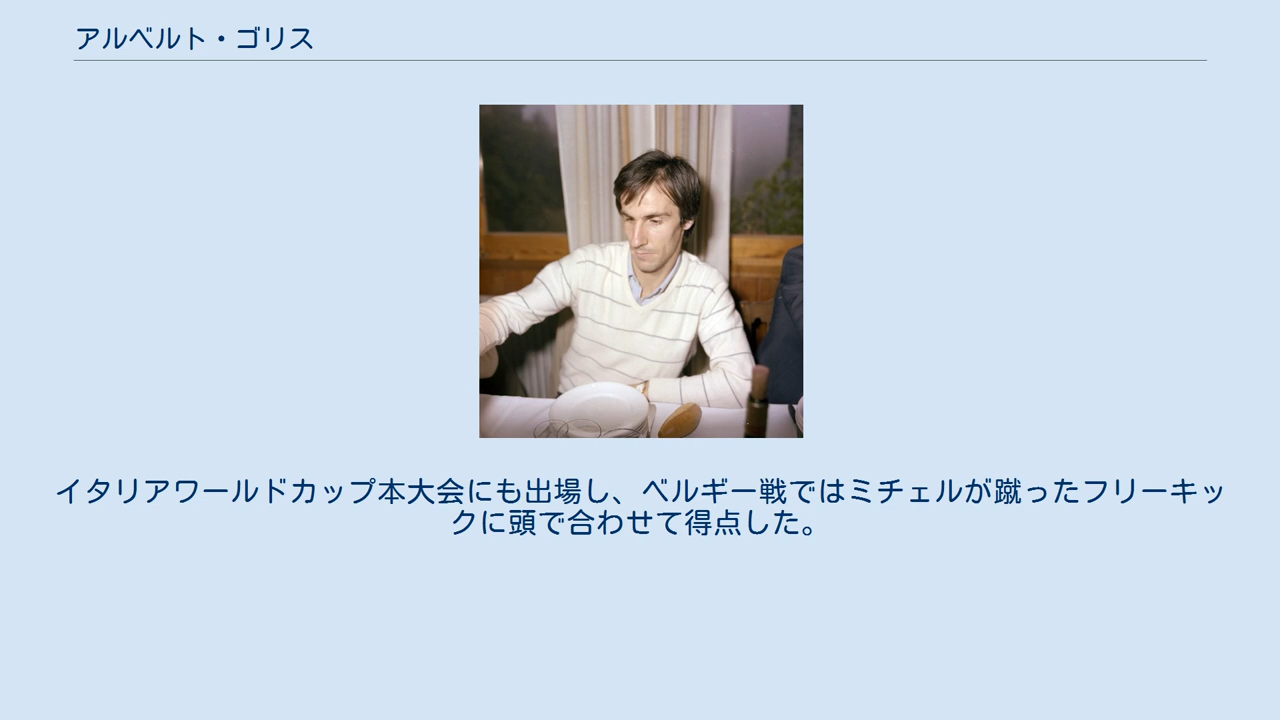 アルベルト・ゴリス
イタリアワールドカップ本大会にも出場し、ベルギー戦ではミチェルが蹴ったフリーキッ
クに頭で合わせて得点した。